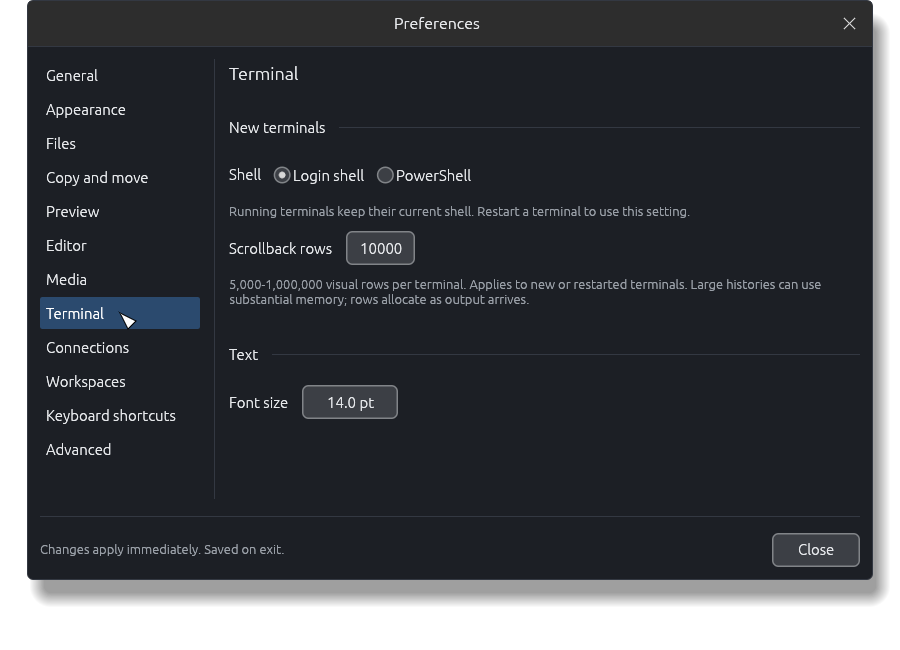 Preferences
General
Appearance
Files
Copy and move
Preview
Editor
Media
Terminal
Connections
Workspaces
Keyboard shortcuts
Advanced
Terminal
New terminals
Shell Login shell PowerShell
Running terminals keep their current shell. Restart a terminal to use this setting.
Scrollback rows 10000
5,000-1,000,000 visual rows per terminal. Applies to new or restarted terminals. Large histories can use
substantial memory; rows allocate as output arrives.
Text
Font size 14.0 pt
Changes apply immediately. Saved on exit.
Close